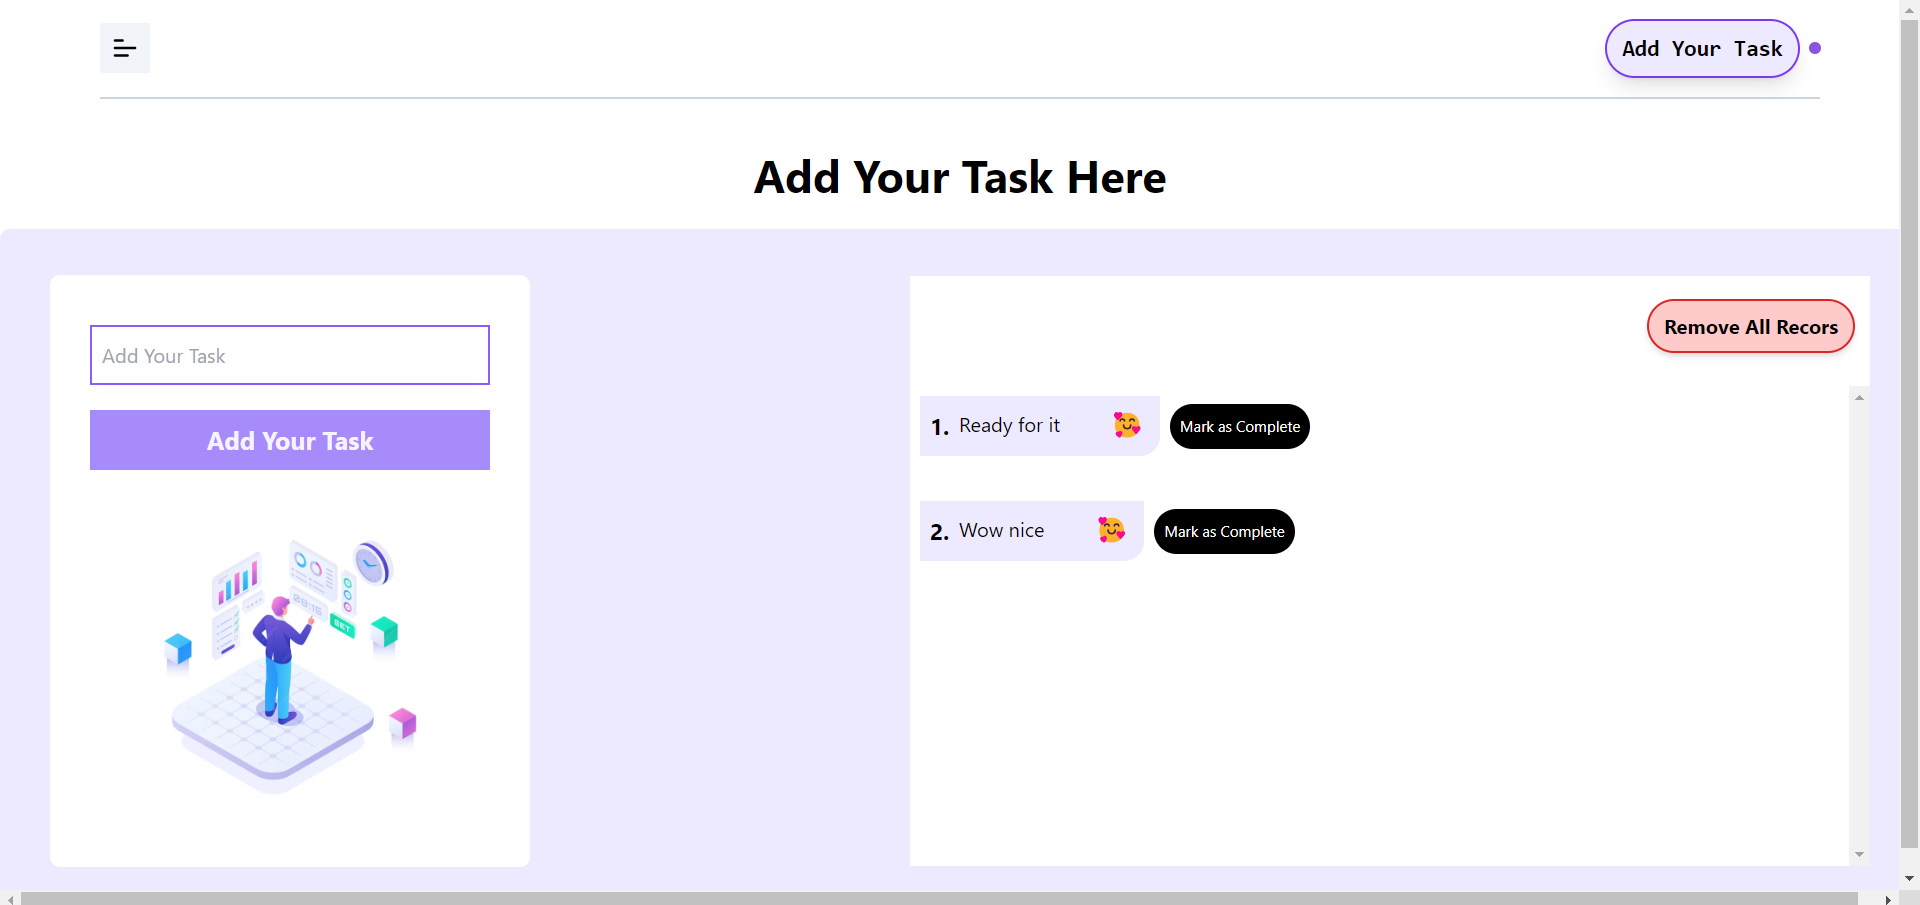 Add Your Task
Add Your Task Here
Add Your Task
Add Your Task
SET
Remove All Recors
1. Ready for it 🥰 Mark as Complete
2. Wow nice 🥰 Mark as Complete